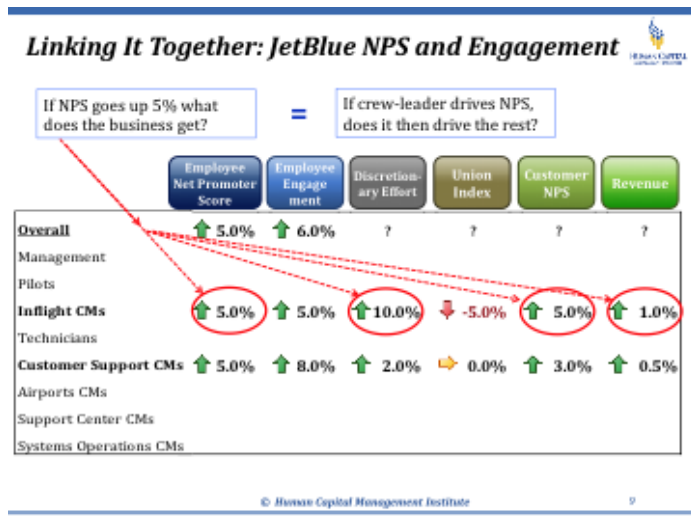 Linking It Together: JetBlue NPS and Engagement
HUMAN CAPITAL
If NPS goes up 5% what
does the business get?
=
If crew-leader drives NPS,
does it then drive the rest?
Employee
Net Promoter
Score
Employee
Engage
ment
Discretion-
ary Effort
Union
Index
Customer
NPS
Revenue
Overall 5.0% 6.0% ? ? ? ?
Management
Pilots
Inflight CMs 5.0% 5.0% 10.0% -5.0% 5.0% 1.0%
Technicians
Customer Support CMs 5.0% 8.0% 2.0% 0.0% 3.0% 0.5%
Airports CMs
Support Center CMs
Systems Operations CMs
© Human Capital Management Institute
9